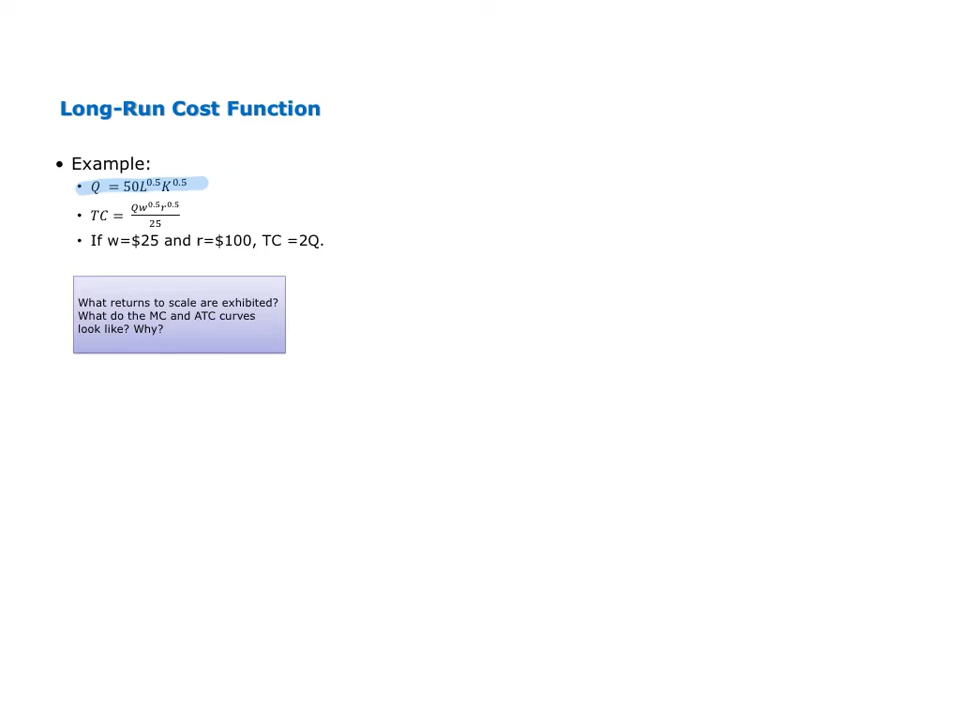 Long-Run Cost Function
• Example:
• Q = 50L^0.5 K^0.5
• TC = Qw^0.5 r^0.5 / 25
• If w=$25 and r=$100, TC =2Q.
What returns to scale are exhibited?
What do the MC and ATC curves
look like? Why?